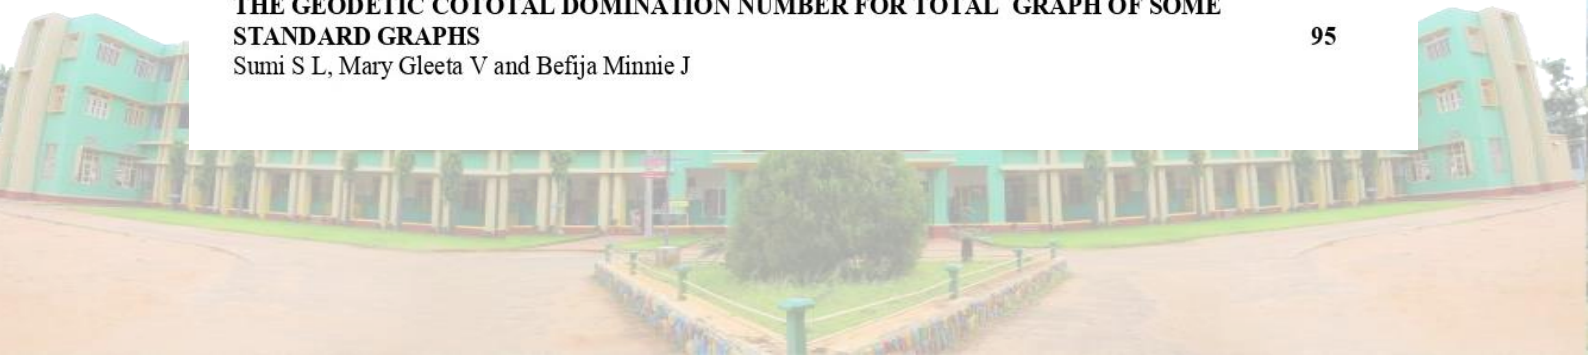 THE GEODETIC COTOTAL DOMINATION NUMBER FOR TOTAL GRAPH OF SOME
STANDARD GRAPHS 95
Sumi S L, Mary Gleeta V and Befija Minnie J